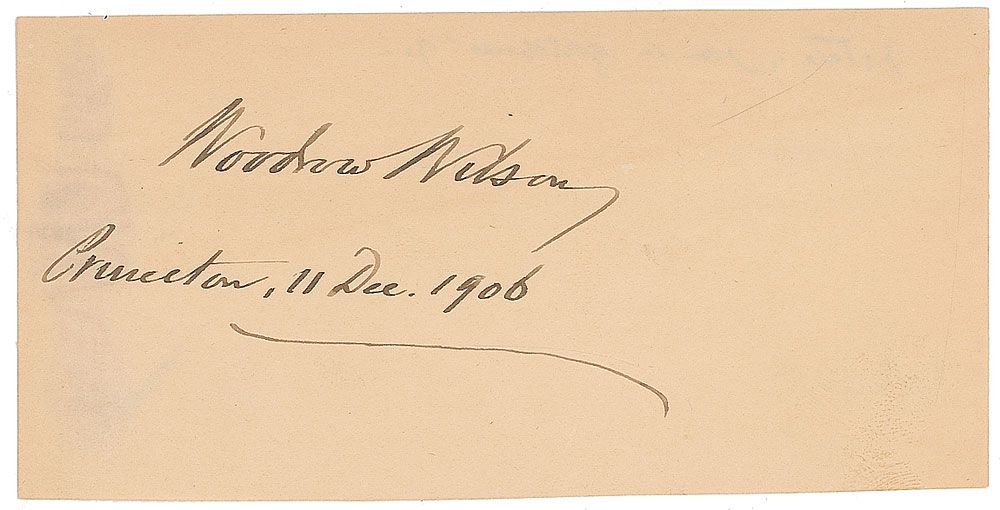 Woodrow Wilson
Princeton, 11 Dec. 1906